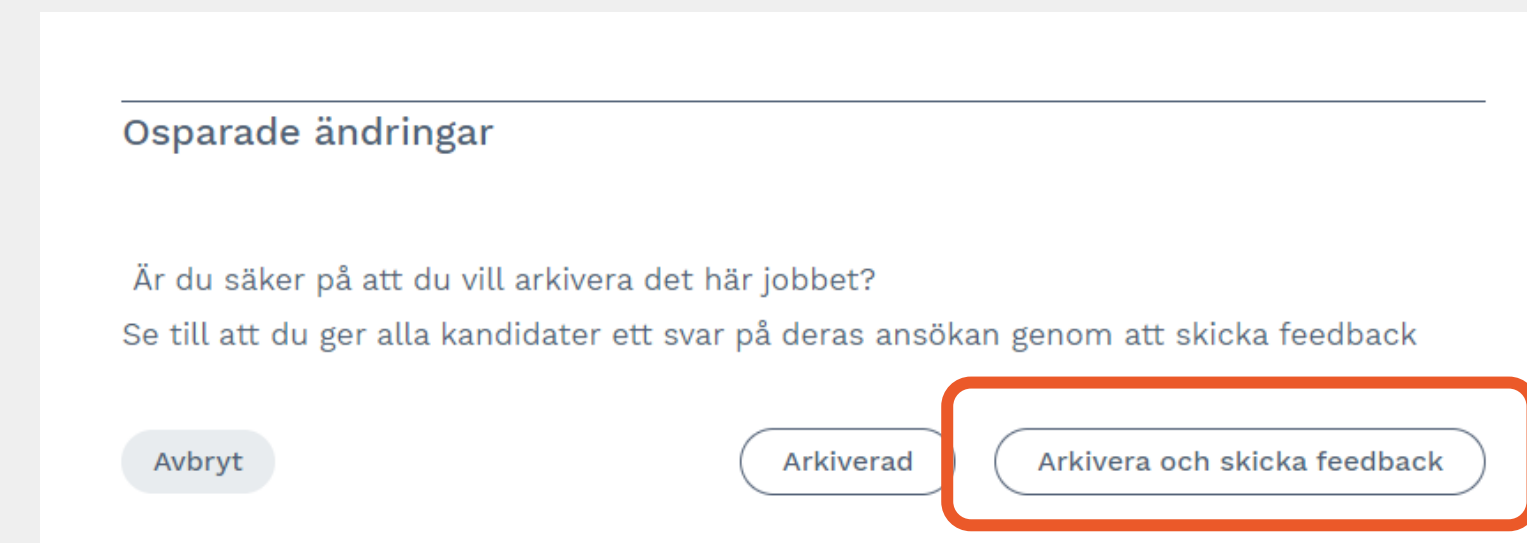 Osparade ändringar
Är du säker på att du vill arkivera det här jobbet?
Se till att du ger alla kandidater ett svar på deras ansökan genom att skicka feedback
Avbryt
Arkiverad
Arkivera och skicka feedback